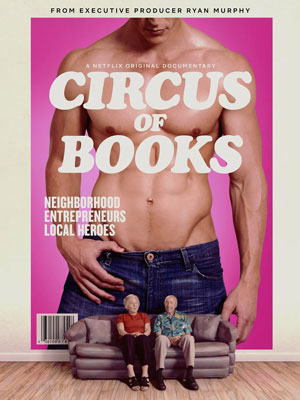 FROM EXECUTIVE PRODUCER RYAN MURPHY
A NETFLIX ORIGINAL DOCUMENTARY
CIRCUS
OF
BOOKS
NEIGHBORHOOD
ENTREPRENEURS
LOCAL HEROES